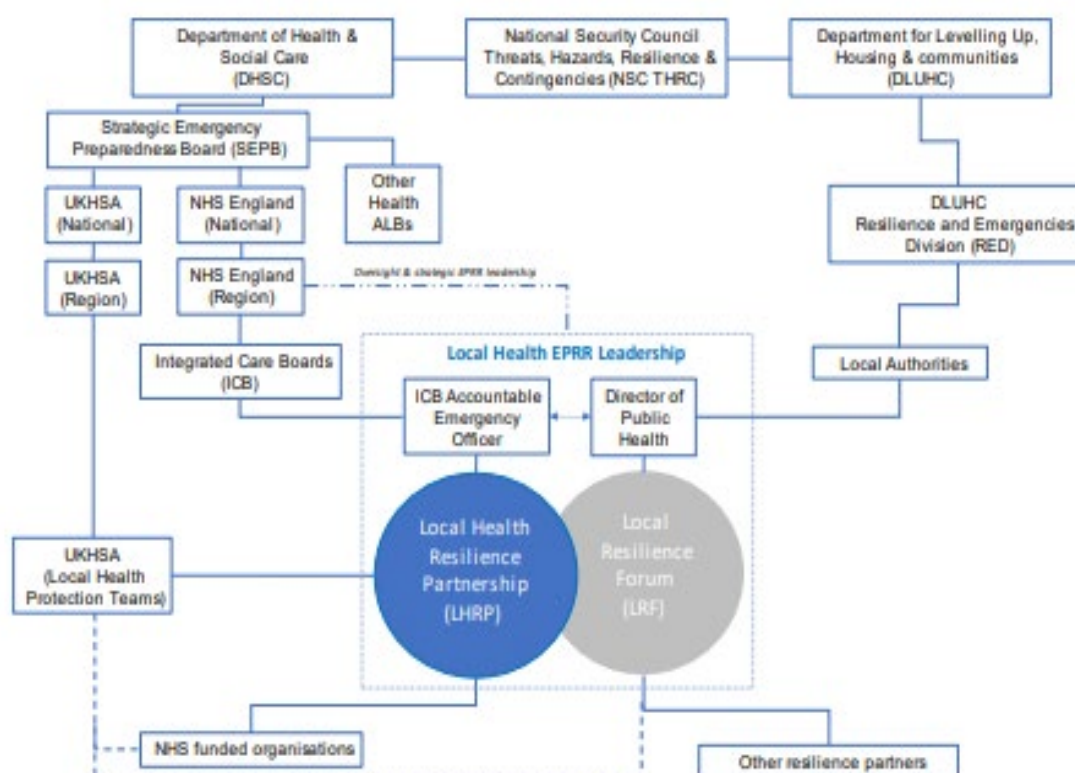 Department of Health &
Social Care
(DHSC)
National Security Council
Threats, Hazards, Resilience &
Contingencies (NSC THRC)
Department for Levelling Up,
Housing & communities
(DLUHC)
Strategic Emergency
Preparedness Board (SEPB)
Other
Health
ALBs
UKHSA
(National)
NHS England
(National)
DLUHC
Resilience and Emergencies
Division (RED)
UKHSA
(Region)
NHS England
(Region)
Oversight & strategic EPRR leadership
Integrated Care Boards
(ICB)
Local Health EPRR Leadership
Local Authorities
ICB Accountable
Emergency
Officer
Director of
Public
Health
Local Health
Resilience
Partnership
(LHRP)
Local
Resilience
Forum
(LRF)
UKHSA
(Local Health
Protection Teams)
NHS funded organisations
Other resilience partners